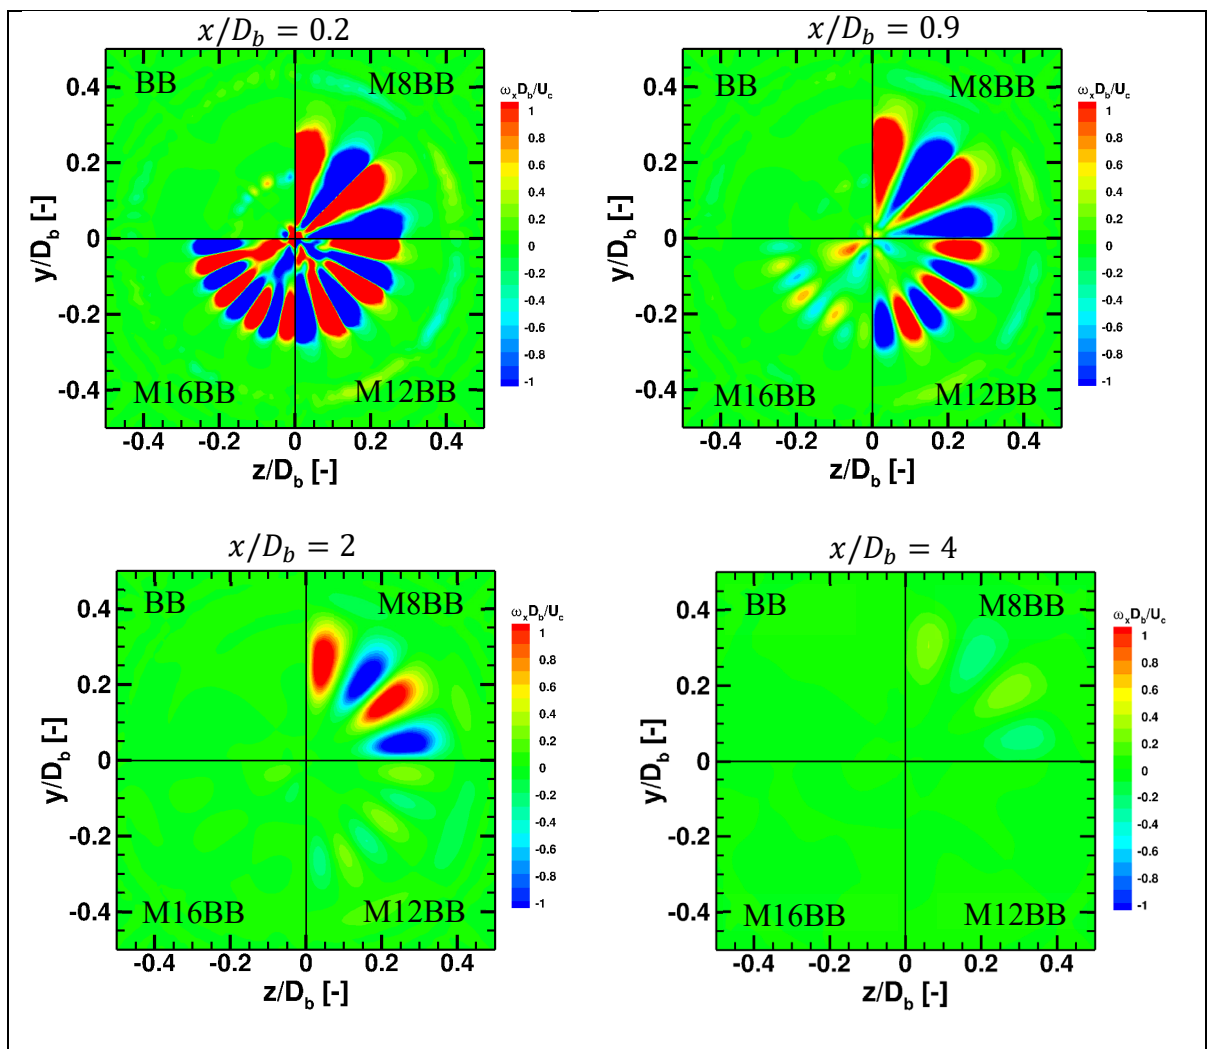 x/D_b = 0.2
BB
M8BB
M16BB
M12BB
0.4
0.2
0
-0.2
-0.4
y/D_b [-]
-0.4 -0.2 0 0.2 0.4
z/D_b [-]
ω_xD_b/U_c
1
0.8
0.6
0.4
0.2
0
-0.2
-0.4
-0.6
-0.8
-1
x/D_b = 0.9
BB
M8BB
M16BB
M12BB
0.4
0.2
0
-0.2
-0.4
y/D_b [-]
-0.4 -0.2 0 0.2 0.4
z/D_b [-]
ω_xD_b/U_c
1
0.8
0.6
0.4
0.2
0
-0.2
-0.4
-0.6
-0.8
-1
x/D_b = 2
BB
M8BB
M16BB
M12BB
0.4
0.2
0
-0.2
-0.4
y/D_b [-]
-0.4 -0.2 0 0.2 0.4
z/D_b [-]
ω_xD_b/U_c
1
0.8
0.6
0.4
0.2
0
-0.2
-0.4
-0.6
-0.8
-1
x/D_b = 4
BB
M8BB
M16BB
M12BB
0.4
0.2
0
-0.2
-0.4
y/D_b [-]
-0.4 -0.2 0 0.2 0.4
z/D_b [-]
ω_xD_b/U_c
1
0.8
0.6
0.4
0.2
0
-0.2
-0.4
-0.6
-0.8
-1